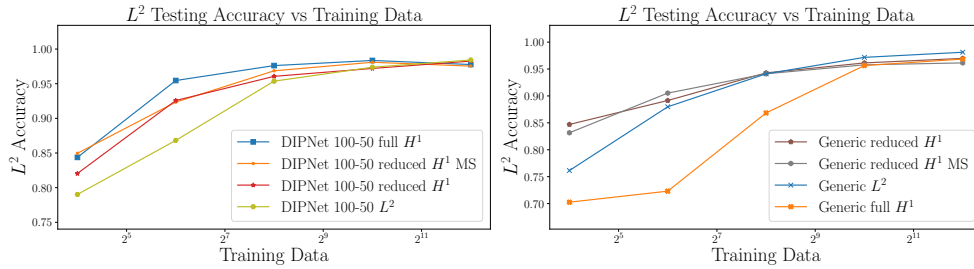 L² Testing Accuracy vs Training Data
1.00
0.95
0.90
0.85
0.80
0.75
L² Accuracy
DIPNet 100-50 full H¹
DIPNet 100-50 reduced H¹ MS
DIPNet 100-50 reduced H¹
DIPNet 100-50 L²
2⁵
2⁷
2⁹
2¹¹
Training Data
L² Testing Accuracy vs Training Data
1.00
0.95
0.90
0.85
0.80
0.75
0.70
L² Accuracy
Generic reduced H¹
Generic reduced H¹ MS
Generic L²
Generic full H¹
2⁵
2⁷
2⁹
2¹¹
Training Data